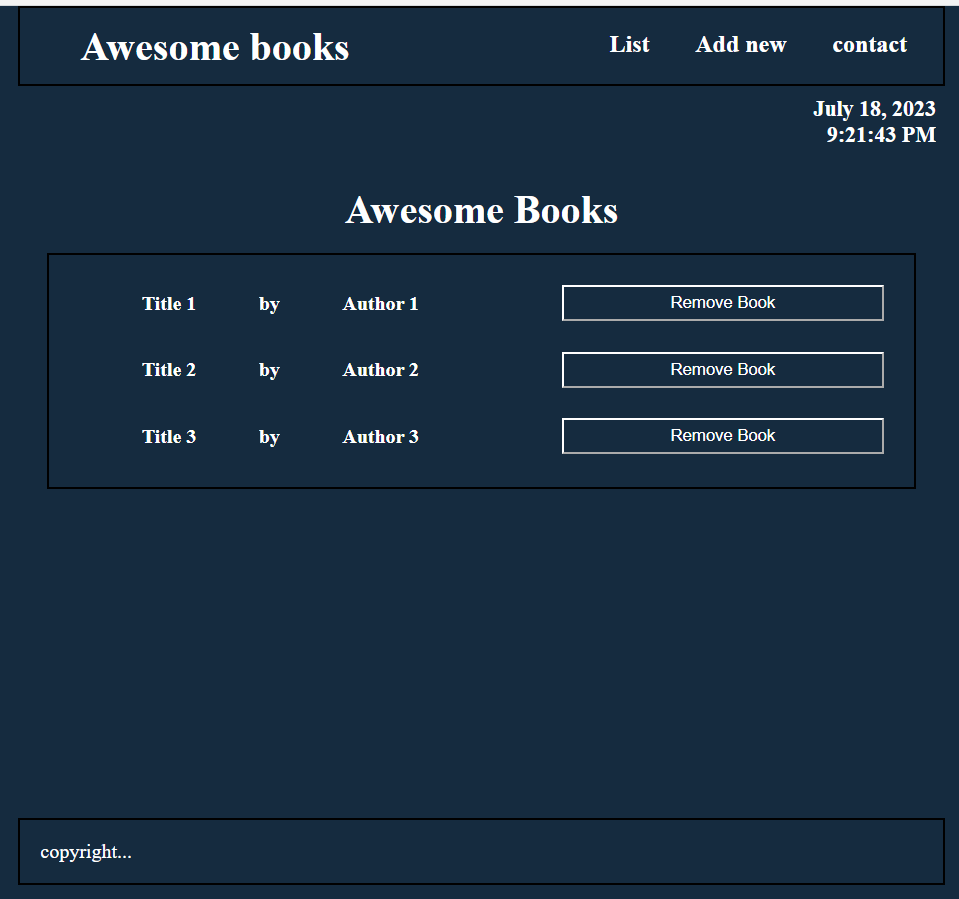 Awesome books List Add new contact
July 18, 2023
9:21:43 PM
Awesome Books
Title 1 by Author 1 Remove Book
Title 2 by Author 2 Remove Book
Title 3 by Author 3 Remove Book
copyright...